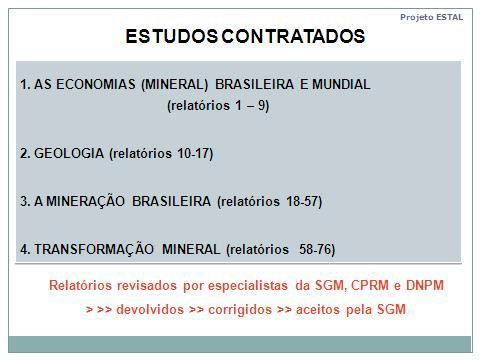 Projeto ESTAL
ESTUDOS CONTRATADOS
1. AS ECONOMIAS (MINERAL) BRASILEIRA E MUNDIAL
(relatórios 1 – 9)
2. GEOLOGIA (relatórios 10-17)
3. A MINERAÇÃO BRASILEIRA (relatórios 18-57)
4. TRANSFORMAÇÃO MINERAL (relatórios 58-76)
Relatórios revisados por especialistas da SGM, CPRM e DNPM
> >> devolvidos >> corrigidos >> aceitos pela SGM